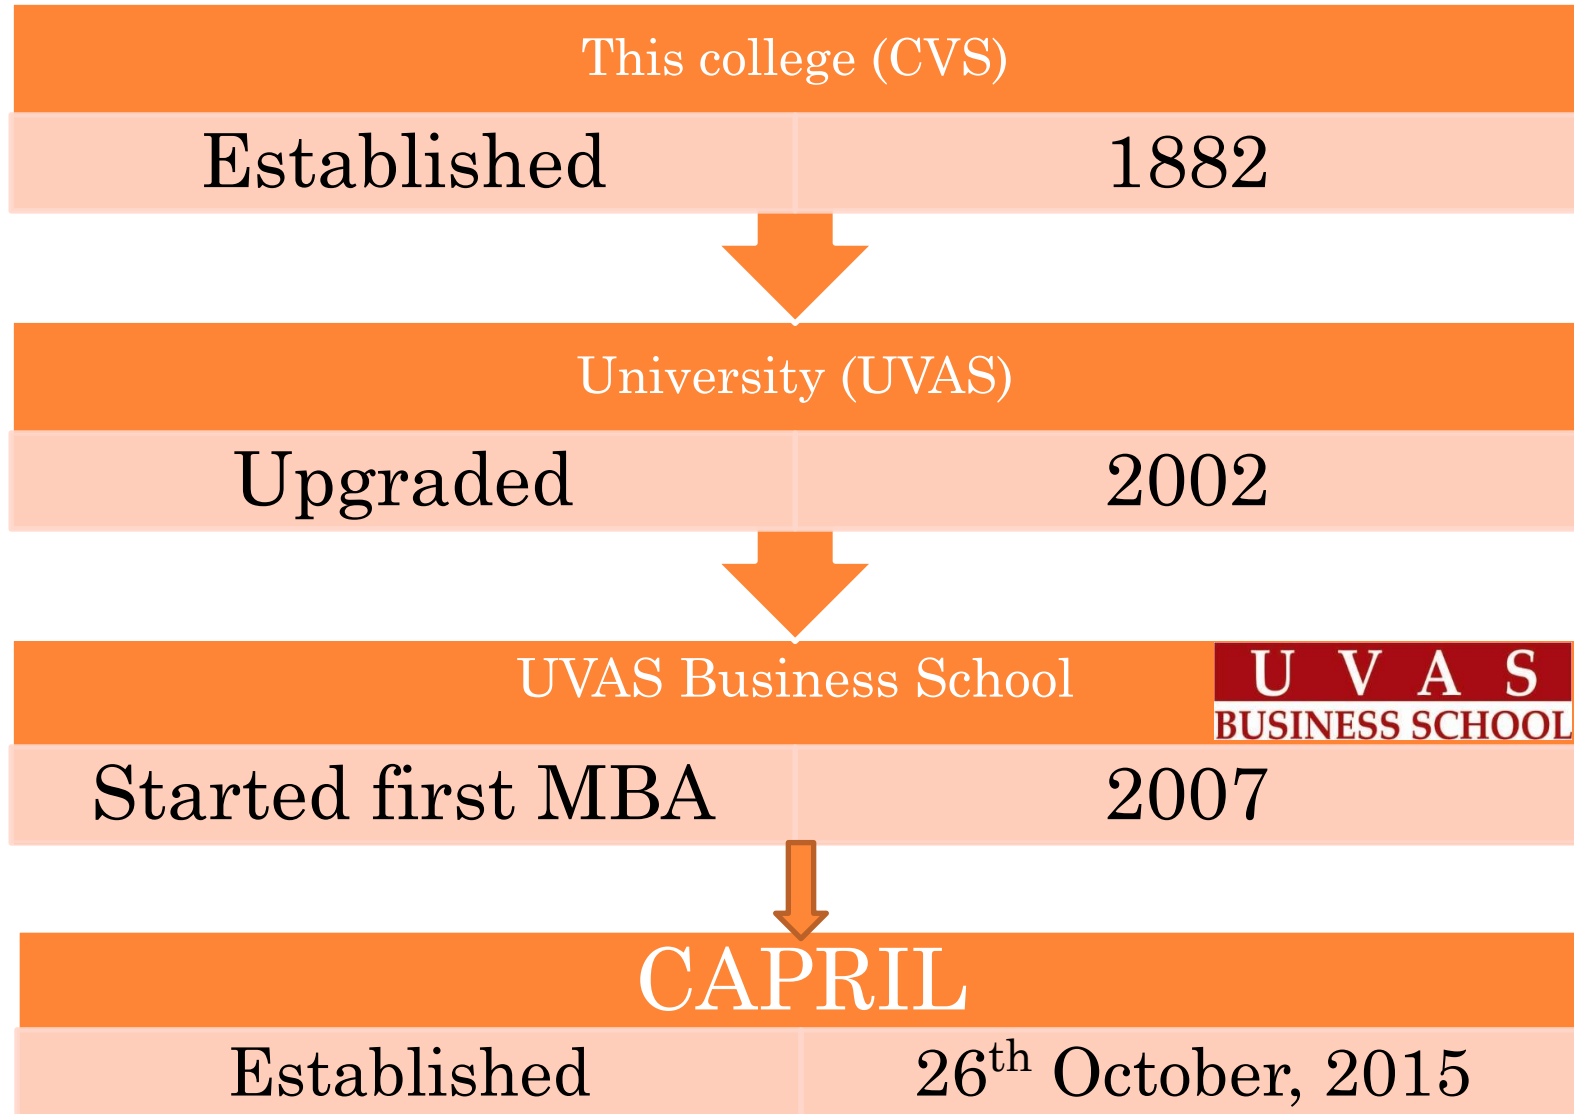 This college (CVS)
Established 1882
University (UVAS)
Upgraded 2002
UVAS Business School
U V A S
BUSINESS SCHOOL
Started first MBA 2007
CAPRIL
Established 26th October, 2015